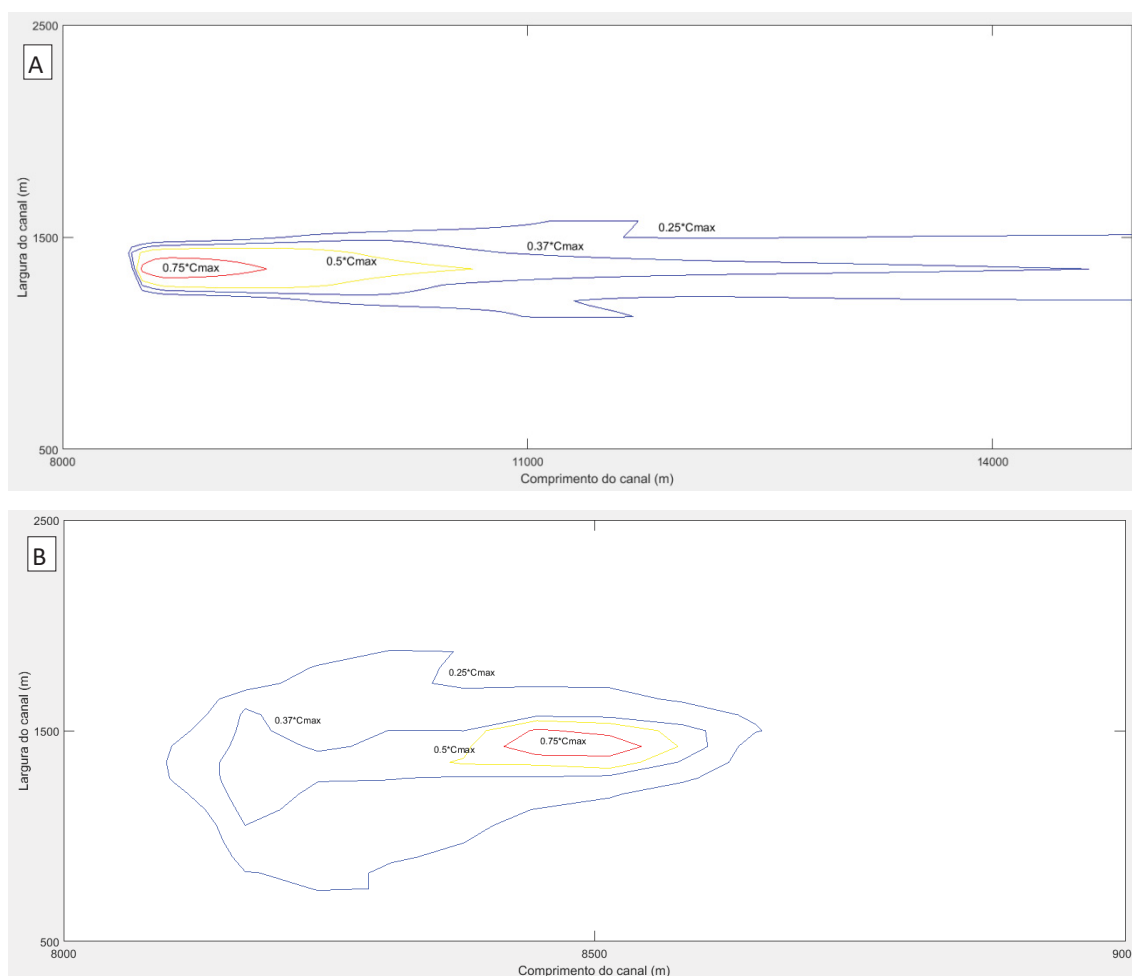 2500
A
Largura do canal (m)
1500
0.25*Cmax
0.37*Cmax
0.5*Cmax
0.75*Cmax
500
8000
11000
14000
Comprimento do canal (m)
2500
B
Largura do canal (m)
0.25*Cmax
0.37*Cmax
1500
0.75*Cmax
0.5*Cmax
500
8000
8500
900
Comprimento do canal (m)